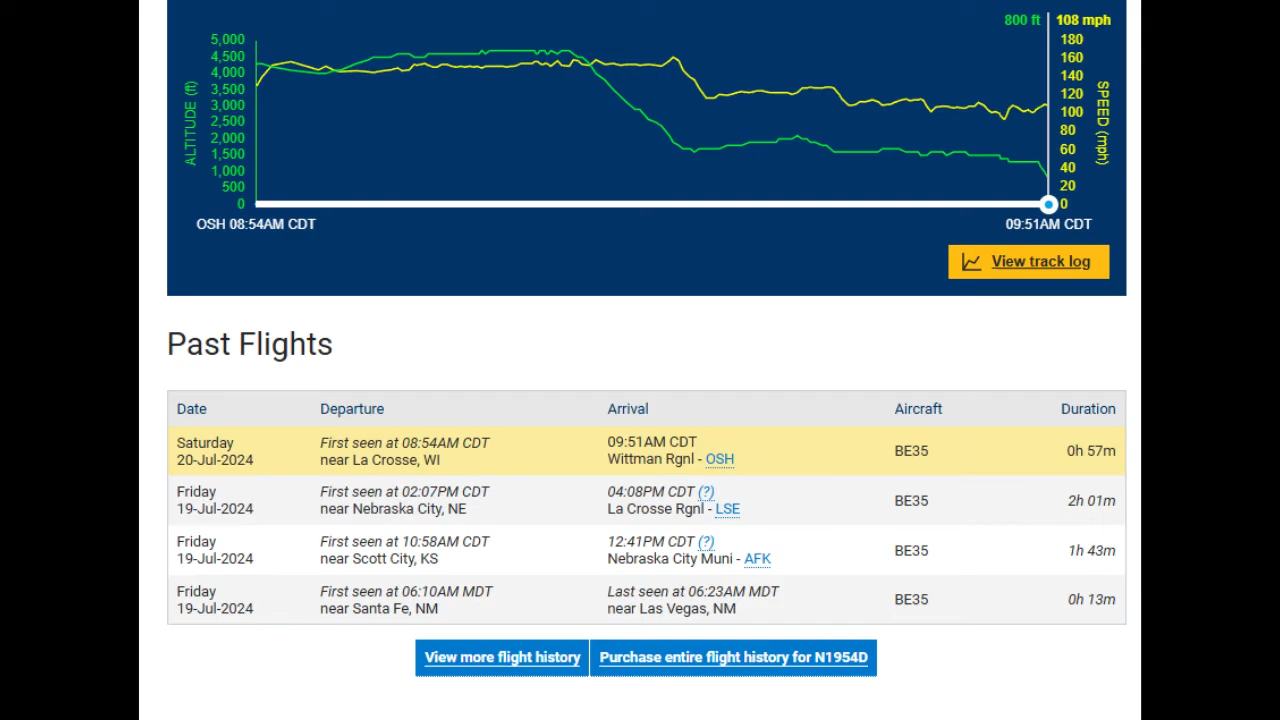 800 ft 108 mph
5,000 180
4,500 160
4,000 140
3,500
3,000 120
2,500 100
2,000 80
1,500 60
1,000 40
500 20
0 0
ALTITUDE (ft)
SPEED (mph)
OSH 08:54AM CDT 09:51AM CDT
View track log
Past Flights
Date Departure Arrival Aircraft Duration
Saturday First seen at 08:54AM CDT 09:51AM CDT
20-Jul-2024 near La Crosse, WI Wittman Rgnl - OSH BE35 0h 57m
Friday First seen at 02:07PM CDT 04:08PM CDT (?)
19-Jul-2024 near Nebraska City, NE La Crosse Rgnl - LSE BE35 2h 01m
Friday First seen at 10:58AM CDT 12:41PM CDT (?)
19-Jul-2024 near Scott City, KS Nebraska City Muni - AFK BE35 1h 43m
Friday First seen at 06:10AM MDT Last seen at 06:23AM MDT
19-Jul-2024 near Santa Fe, NM near Las Vegas, NM BE35 0h 13m
View more flight history Purchase entire flight history for N1954D